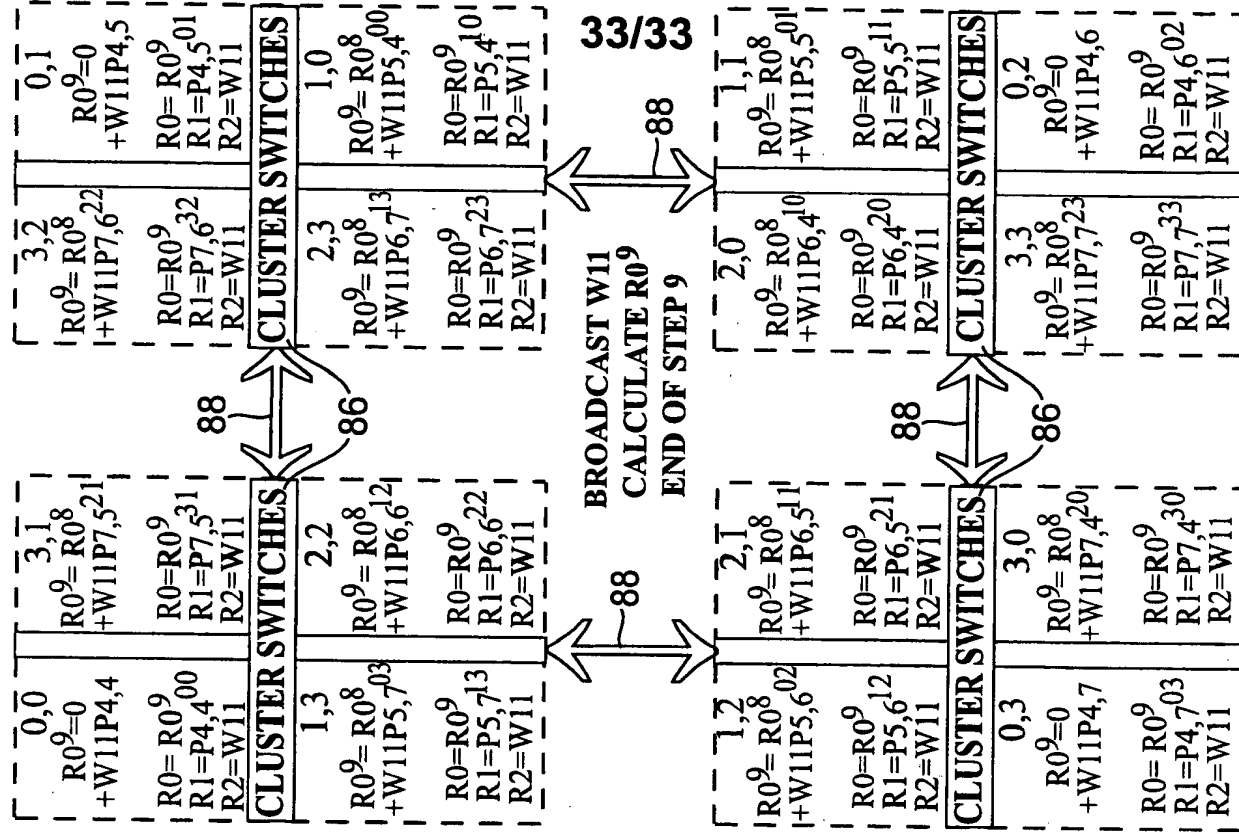 33/33
0,0
R0⁹=0
+W11P4,4
R0= R0⁹
R1=P4,4⁰⁰
R2=W11
3,1
R0⁹= R0⁸
+W11P7,5²¹
R0=R0⁹
R1=P7,5³¹
R2=W11
CLUSTER SWITCHES
1,3
R0⁹= R0⁸
+W11P5,7⁰³
R0=R0⁹
R1=P5,7¹³
R2=W11
2,2
R0⁹= R0⁸
+W11P6,6¹²
R0=R0⁹
R1=P6,6²²
R2=W11
88
86
3,2
R0⁹= R0⁸
+W11P7,6²²
R0=R0⁹
R1=P7,6³²
R2=W11
0,1
R0⁹=0
+W11P4,5
R0= R0⁹
R1=P4,5⁰¹
R2=W11
CLUSTER SWITCHES
2,3
R0⁹= R0⁸
+W11P6,7¹³
R0=R0⁹
R1=P6,7²³
R2=W11
1,0
R0⁹= R0⁸
+W11P5,4⁰⁰
R0=R0⁹
R1=P5,4¹⁰
R2=W11
88
BROADCAST W11
CALCULATE R0⁹
END OF STEP 9
88
1,2
R0⁹= R0⁸
+W11P5,6⁰²
R0=R0⁹
R1=P5,6¹²
R2=W11
2,1
R0⁹= R0⁸
+W11P6,5¹¹
R0=R0⁹
R1=P6,5²¹
R2=W11
CLUSTER SWITCHES
0,3
R0⁹=0
+W11P4,7
R0= R0⁹
R1=P4,7⁰³
R2=W11
3,0
R0⁹= R0⁸
+W11P7,4²⁰
R0=R0⁹
R1=P7,4³⁰
R2=W11
88
86
2,0
R0⁹= R0⁸
+W11P6,4¹⁰
R0=R0⁹
R1=P6,4²⁰
R2=W11
1,1
R0⁹= R0⁸
+W11P5,5⁰¹
R0=R0⁹
R1=P5,5¹¹
R2=W11
CLUSTER SWITCHES
3,3
R0⁹= R0⁸
+W11P7,7²³
R0=R0⁹
R1=P7,7³³
R2=W11
0,2
R0⁹=0
+W11P4,6
R0= R0⁹
R1=P4,6⁰²
R2=W11